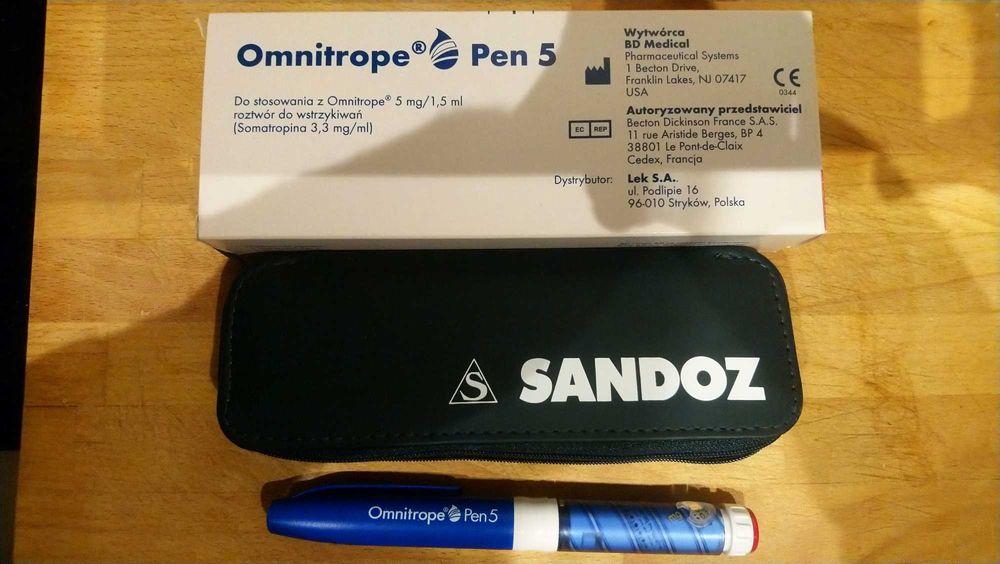 Omnitrope® Pen 5
Do stosowania z Omnitrope® 5 mg/1,5 ml
roztwór do wstrzykiwań
(Somatropina 3,3 mg/ml)
Wytwórca
BD Medical
Pharmaceutical Systems
1 Becton Drive,
Franklin Lakes, NJ 07417
USA
CE
0344
EC REP
Autoryzowany przedstawiciel
Becton Dickinson France S.A.S.
11 rue Aristide Berges, BP 4
38801 Le Pont-de-Claix
Cedex, Francja
Dystrybutor:
Lek S.A.
ul. Podlipie 16
96-010 Stryków, Polska
S SANDOZ
Omnitrope Pen 5